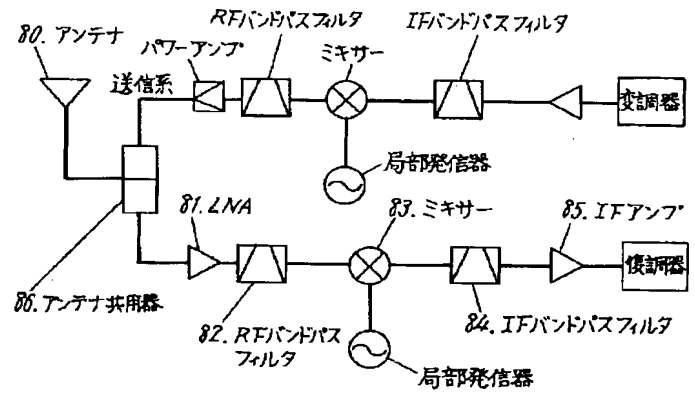 80.アンテナ
RFバンドパスフィルタ
IFバンドパスフィルタ
パワーアンプ
ミキサー
送信系
変調器
局部発信器
81.LNA
83.ミキサー
85.IFアンプ
復調器
86.アンテナ共用器
82.RFバンドパス
フィルタ
84.IFバンドパスフィルタ
局部発信器